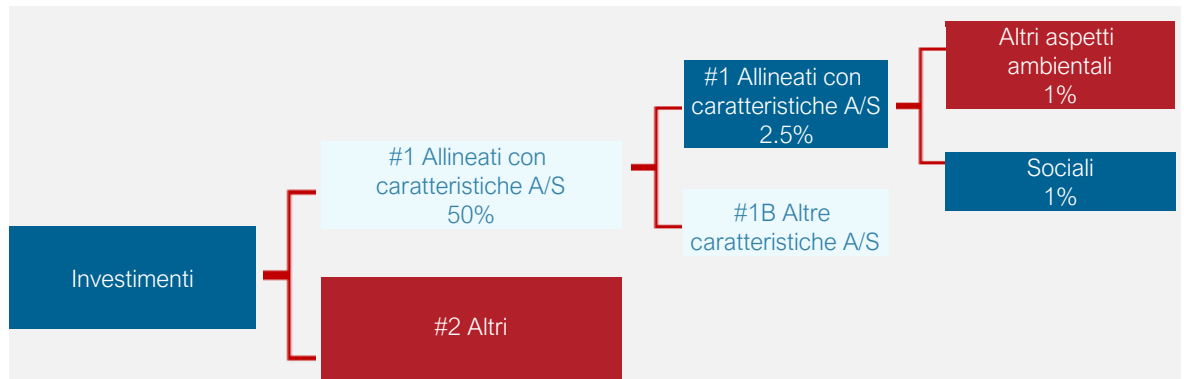 Investimenti
#1 Allineati con
caratteristiche A/S
50%
#2 Altri
#1 Allineati con
caratteristiche A/S
2.5%
#1B Altre
caratteristiche A/S
Altri aspetti
ambientali
1%
Sociali
1%